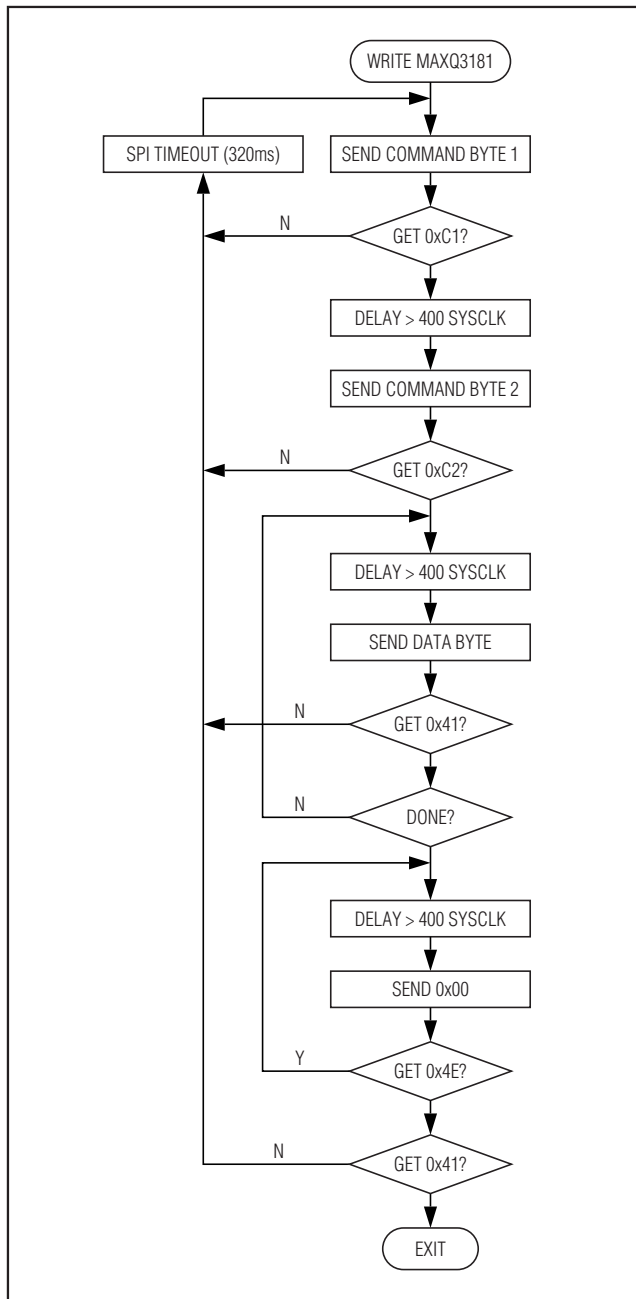 WRITE MAXQ3181
SPI TIMEOUT (320ms)
SEND COMMAND BYTE 1
N
GET 0xC1?
DELAY > 400 SYSCLK
SEND COMMAND BYTE 2
N
GET 0xC2?
DELAY > 400 SYSCLK
SEND DATA BYTE
N
GET 0x41?
N
DONE?
DELAY > 400 SYSCLK
SEND 0x00
Y
GET 0x4E?
N
GET 0x41?
EXIT